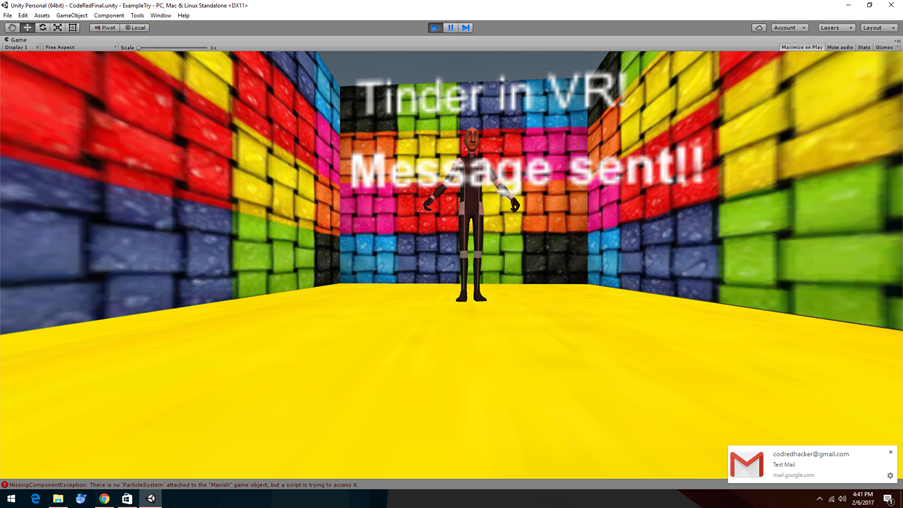 Unity Personal (64bit) - CodeRedFinal.unity - ExampleTry - PC, Mac & Linux Standalone <DX11>
File Edit Assets GameObject Component Tools Window Help
Pivot Local Account Layers Layout
Game
Display 1 Free Aspect Scale 1x Maximize on Play Mute audio Stats Gizmos
Tinder in VR!
Message sent!!
codredhacker@gmail.com
Test Mail
mail.google.com
MissingComponentException: There is no 'ParticleSystem' attached to the "Manish" game object, but a script is trying to access it.
4:41 PM
2/6/2017